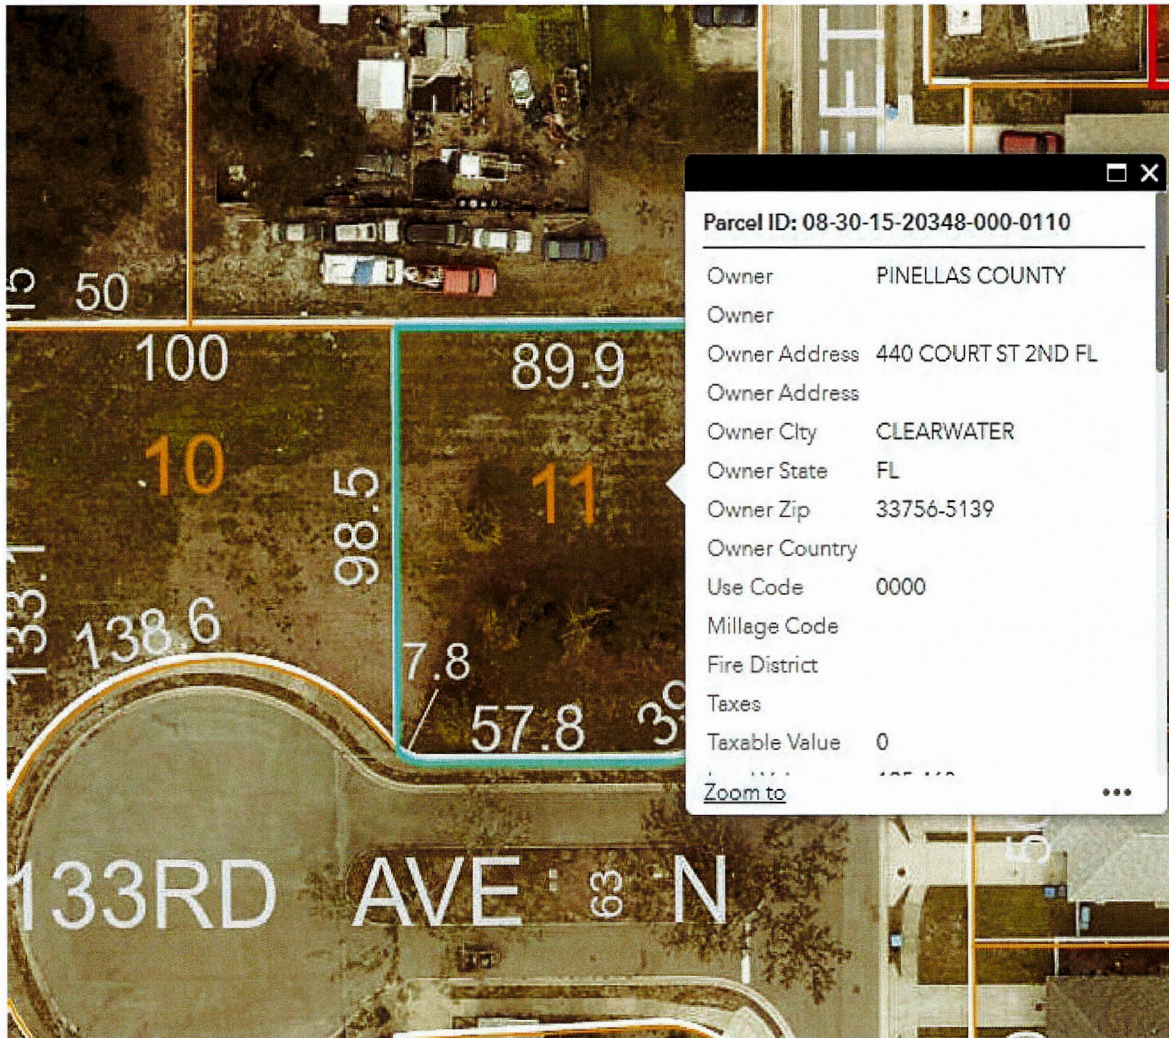 EET
Parcel ID: 08-30-15-20348-000-0110
Owner PINELLAS COUNTY
Owner
Owner Address 440 COURT ST 2ND FL
Owner Address
Owner City CLEARWATER
Owner State FL
Owner Zip 33756-5139
Owner Country
Use Code 0000
Millage Code
Fire District
Taxes
Taxable Value 0
Zoom to
15
50
100
89.9
10
11
98.5
133.1
138.6
7.8
57.8
39
133RD AVE N
63